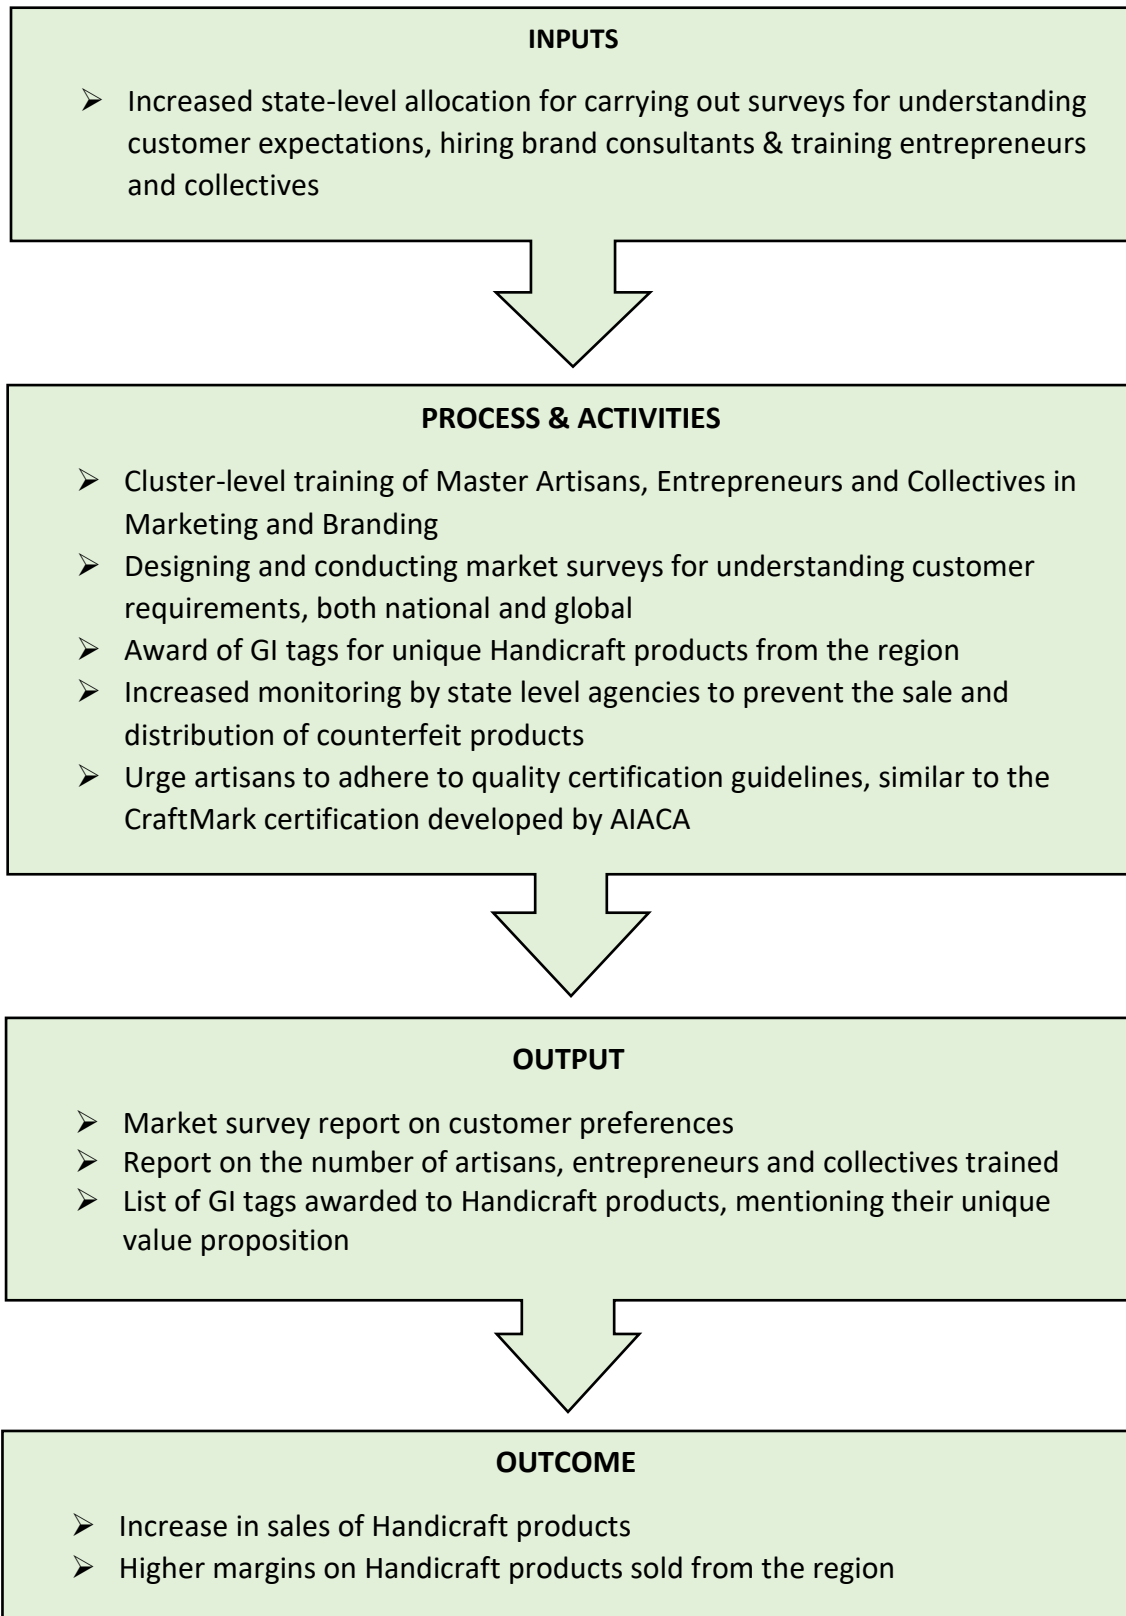 INPUTS
➢ Increased state-level allocation for carrying out surveys for understanding
customer expectations, hiring brand consultants & training entrepreneurs
and collectives
PROCESS & ACTIVITIES
➢ Cluster-level training of Master Artisans, Entrepreneurs and Collectives in
Marketing and Branding
➢ Designing and conducting market surveys for understanding customer
requirements, both national and global
➢ Award of GI tags for unique Handicraft products from the region
➢ Increased monitoring by state level agencies to prevent the sale and
distribution of counterfeit products
➢ Urge artisans to adhere to quality certification guidelines, similar to the
CraftMark certification developed by AIACA
OUTPUT
➢ Market survey report on customer preferences
➢ Report on the number of artisans, entrepreneurs and collectives trained
➢ List of GI tags awarded to Handicraft products, mentioning their unique
value proposition
OUTCOME
➢ Increase in sales of Handicraft products
➢ Higher margins on Handicraft products sold from the region